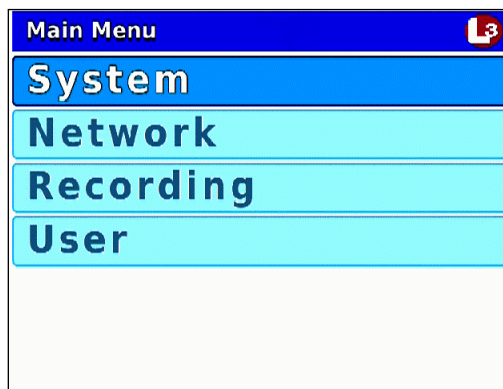 Main Menu
L3
System
Network
Recording
User